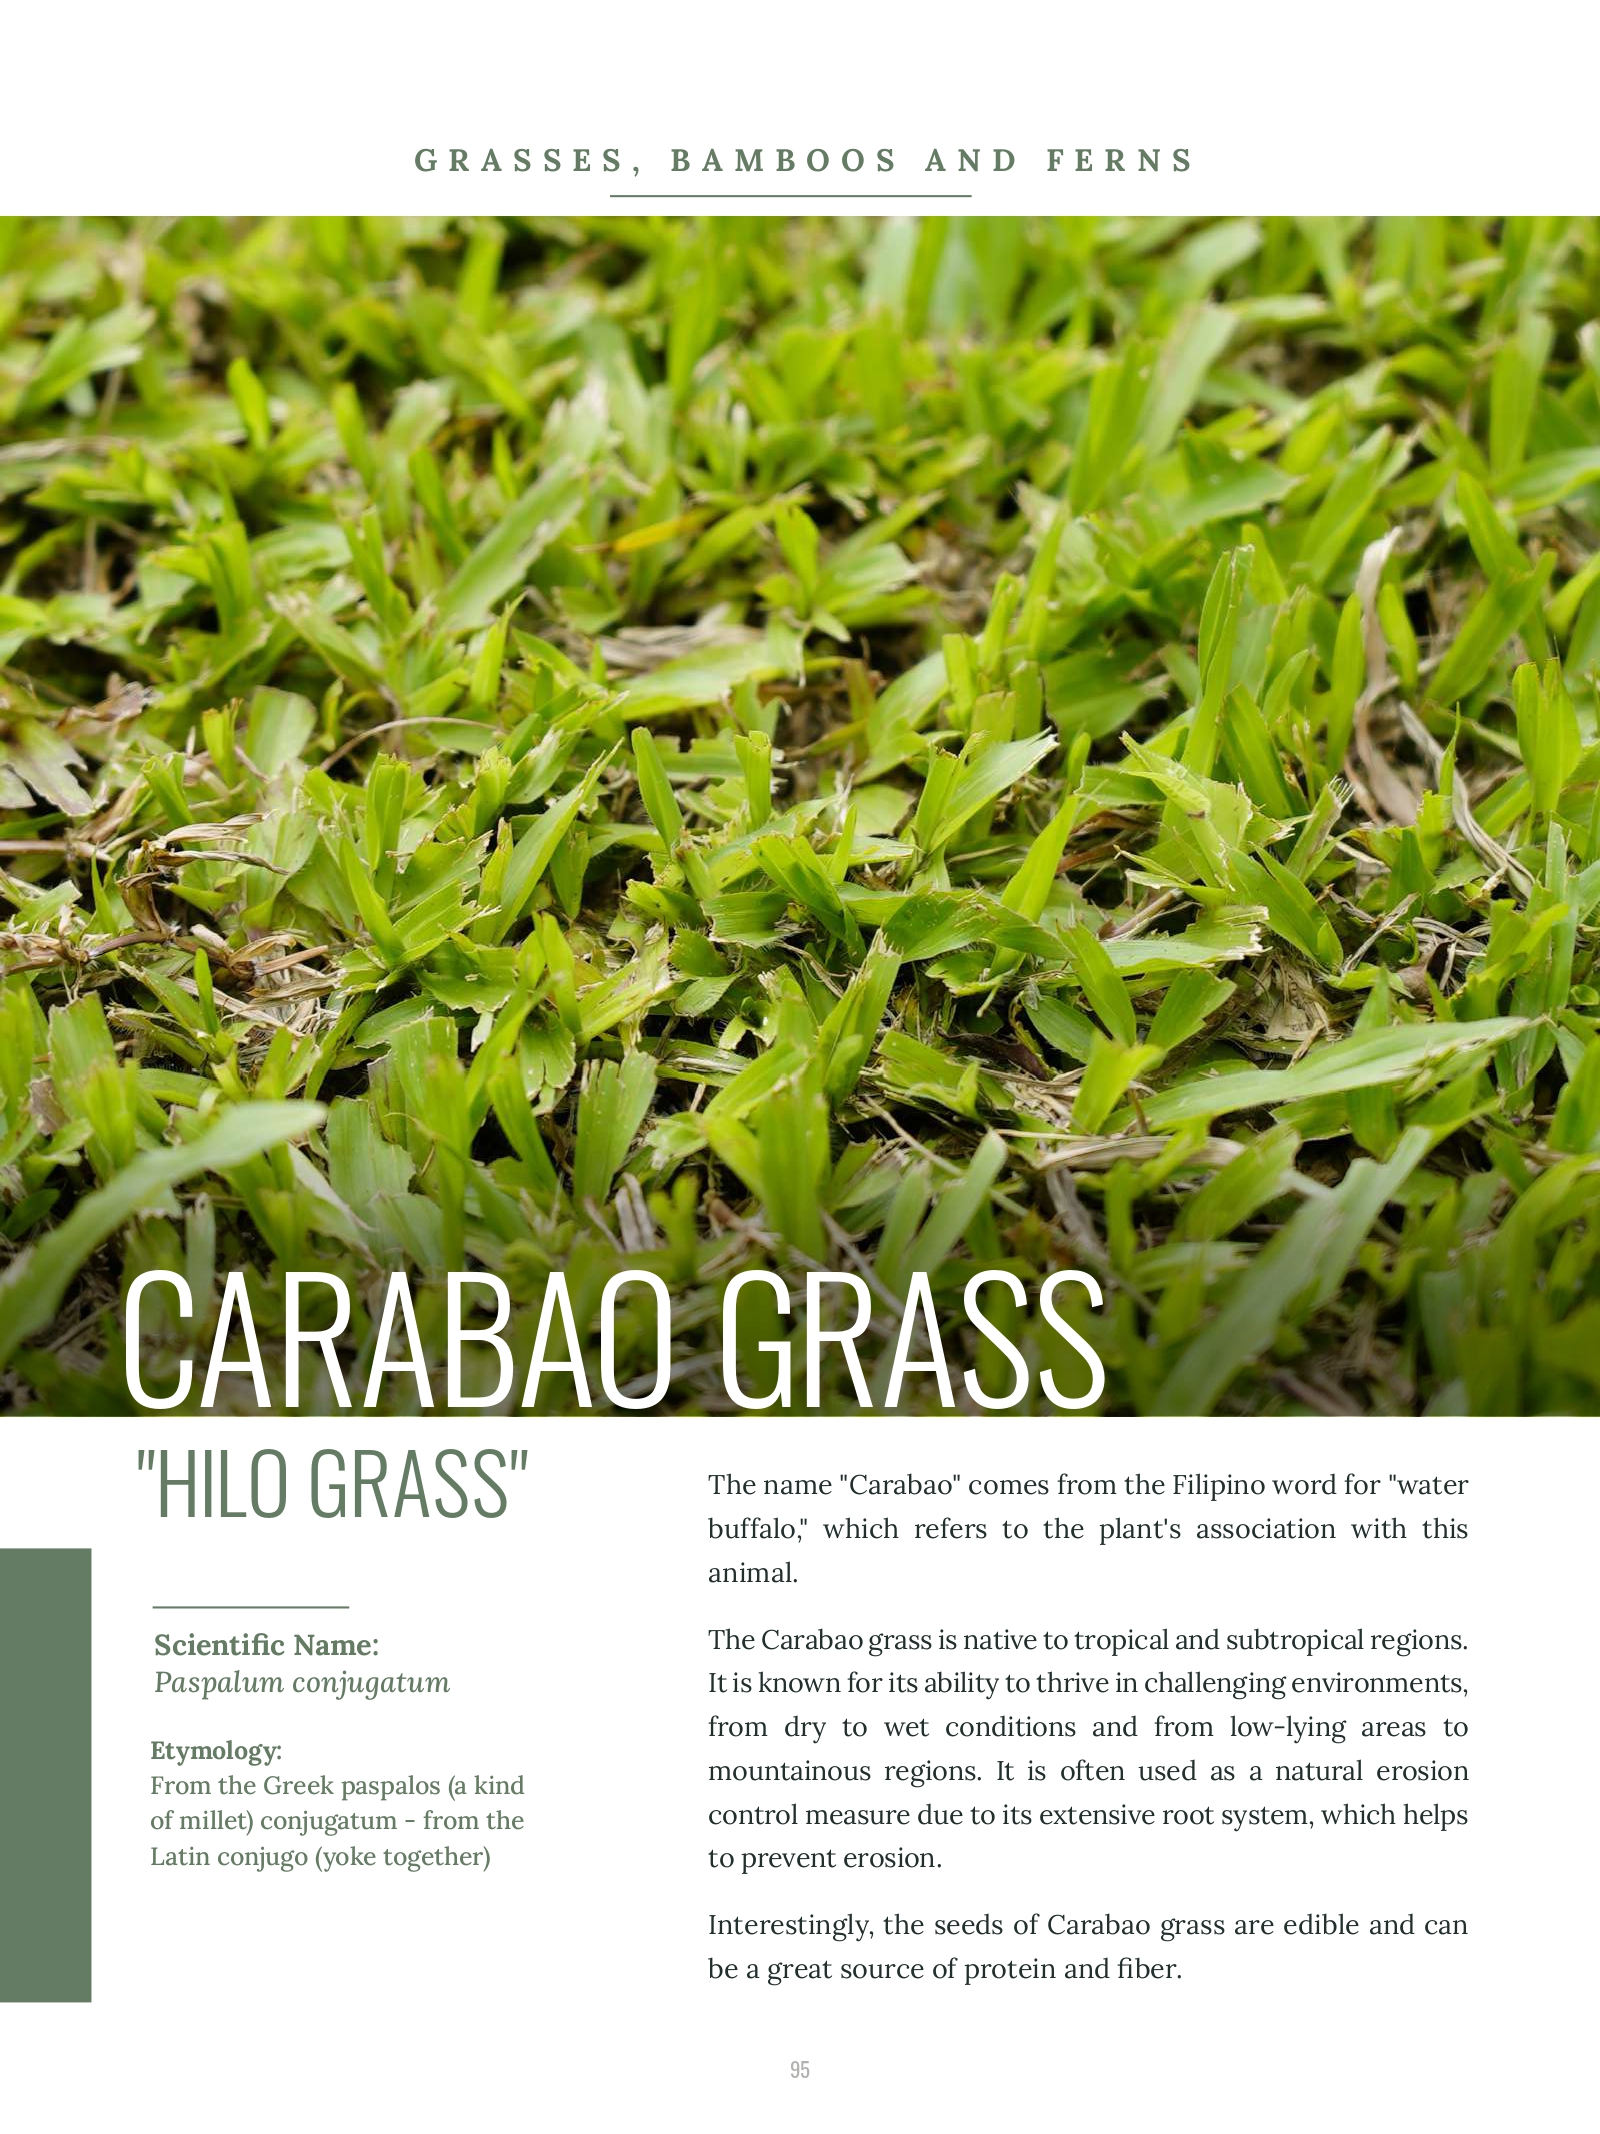 GRASSES, BAMBOOS AND FERNS
CARABAO GRASS
"HILO GRASS"
Scientific Name:
Paspalum conjugatum
Etymology:
From the Greek paspalos (a kind
of millet) conjugatum - from the
Latin conjugo (yoke together)
The name "Carabao" comes from the Filipino word for "water
buffalo," which refers to the plant's association with this
animal.
The Carabao grass is native to tropical and subtropical regions.
It is known for its ability to thrive in challenging environments,
from dry to wet conditions and from low-lying areas to
mountainous regions. It is often used as a natural erosion
control measure due to its extensive root system, which helps
to prevent erosion.
Interestingly, the seeds of Carabao grass are edible and can
be a great source of protein and fiber.
95